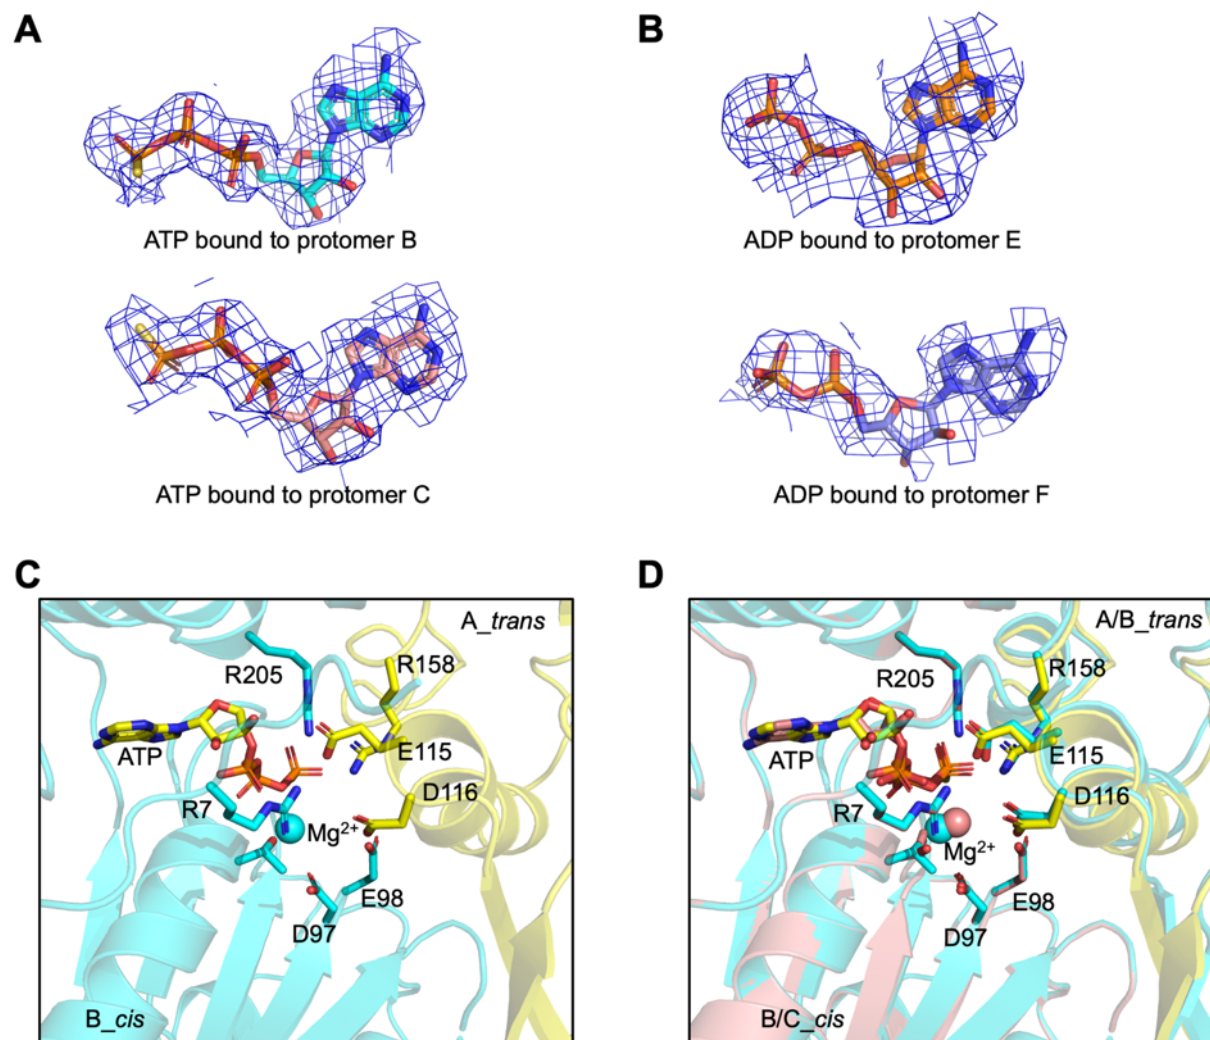 A
B
ATP bound to protomer B
ADP bound to protomer E
ATP bound to protomer C
ADP bound to protomer F
C
D
A_trans
R205
R158
ATP
E115
R7
D116
Mg²⁺
E98
D97
B_cis
A/B_trans
R205
R158
ATP
E115
R7
D116
Mg²⁺
E98
D97
B/C_cis